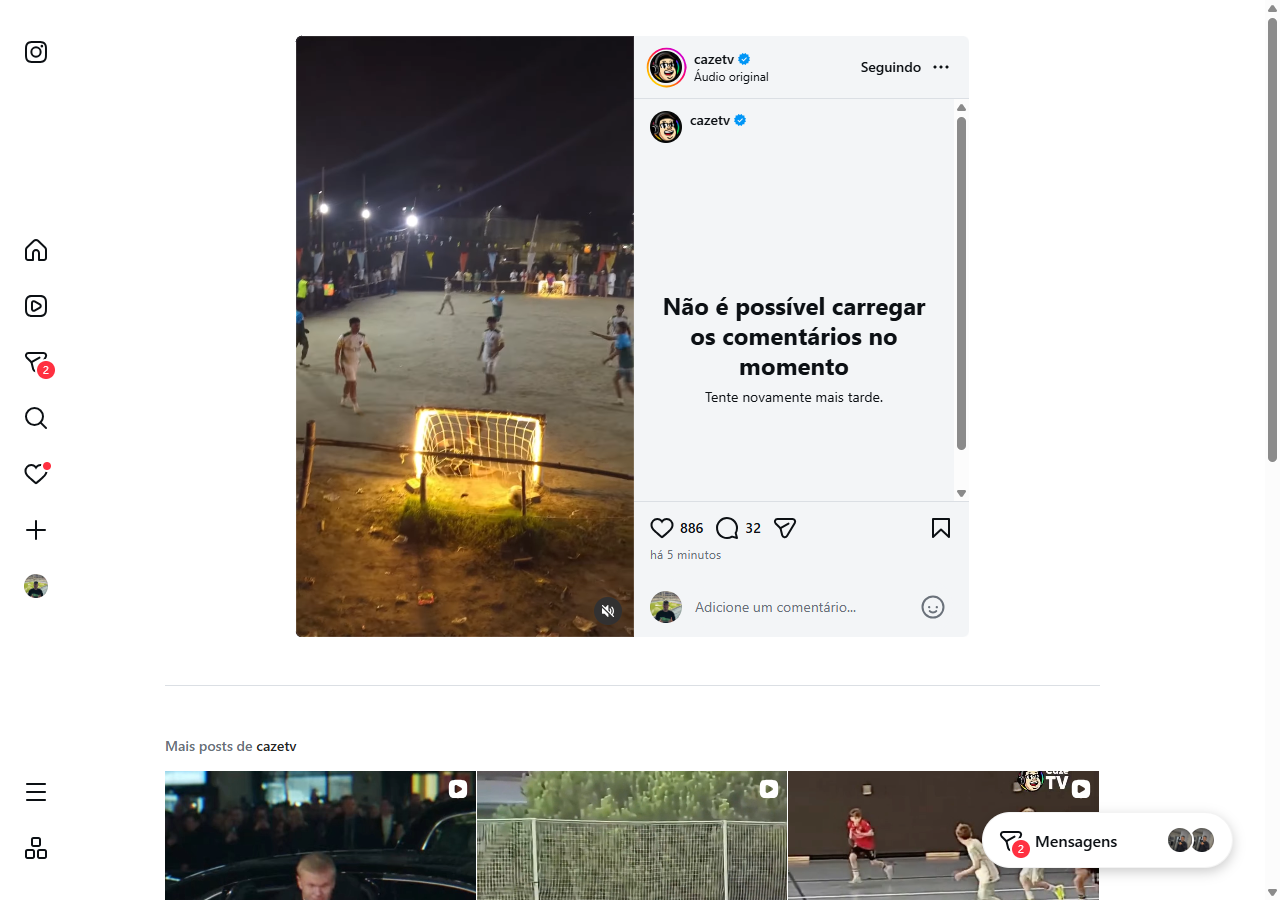 cazetv
Áudio original
Seguindo
cazetv
Não é possível carregar
os comentários no
momento
Tente novamente mais tarde.
2
886
32
há 5 minutos
Adicione um comentário...
Mais posts de cazetv
TV
2
Mensagens